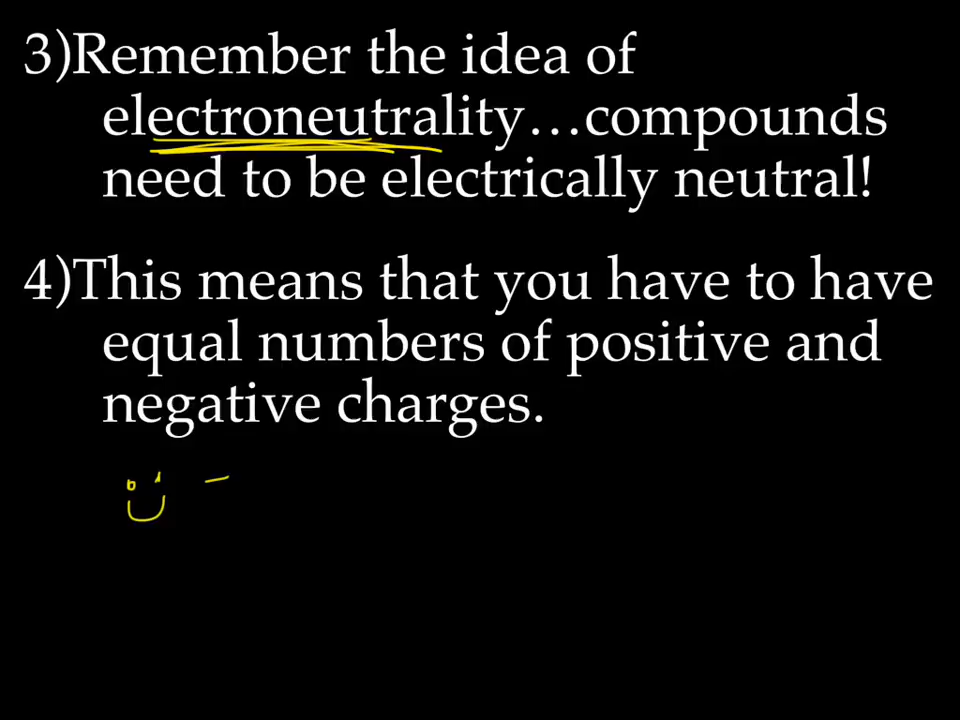 3)Remember the idea of
electroneutrality…compounds
need to be electrically neutral!
4)This means that you have to have
equal numbers of positive and
negative charges.